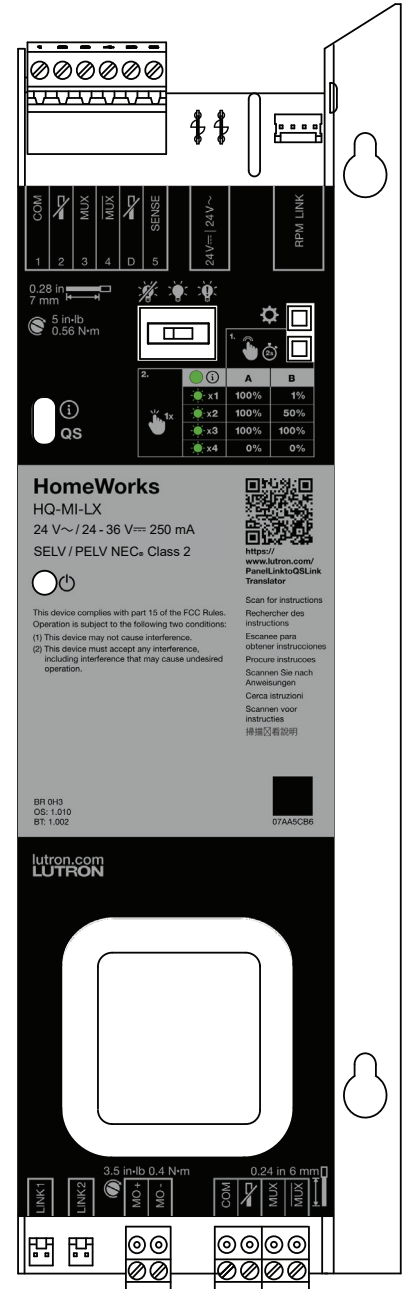 COM MUX MUX SENSE
1 2 3 4 D 5
24 V⎓ | 24 V～
RPM LINK
0.28 in
7 mm
5 in•lb
0.56 N•m
1.
2s
2.
1x
i A B
x1 100% 1%
x2 100% 50%
x3 100% 100%
x4 0% 0%
i
QS
HomeWorks
HQ-MI-LX
24 V～ / 24 - 36 V⎓ 250 mA
SELV / PELV NEC® Class 2
This device complies with part 15 of the FCC Rules.
Operation is subject to the following two conditions:
(1) This device may not cause interference.
(2) This device must accept any interference,
including interference that may cause undesired
operation.
https://
www.lutron.com/
PanelLinktoQSLink
Translator
Scan for instructions
Rechercher des
instructions
Escanee para
obtener instrucciones
Procure instrucoes
Scannen Sie nach
Anweisungen
Cerca istruzioni
Scannen voor
instructies
掃描☒看說明
BR 0H3
OS: 1.010
BT: 1.002
07AA5CB6
lutron.com
LUTRON
3.5 in•lb 0.4 N•m
0.24 in 6 mm
LINK1
LINK2
MO +
MO -
COM
MUX
MUX